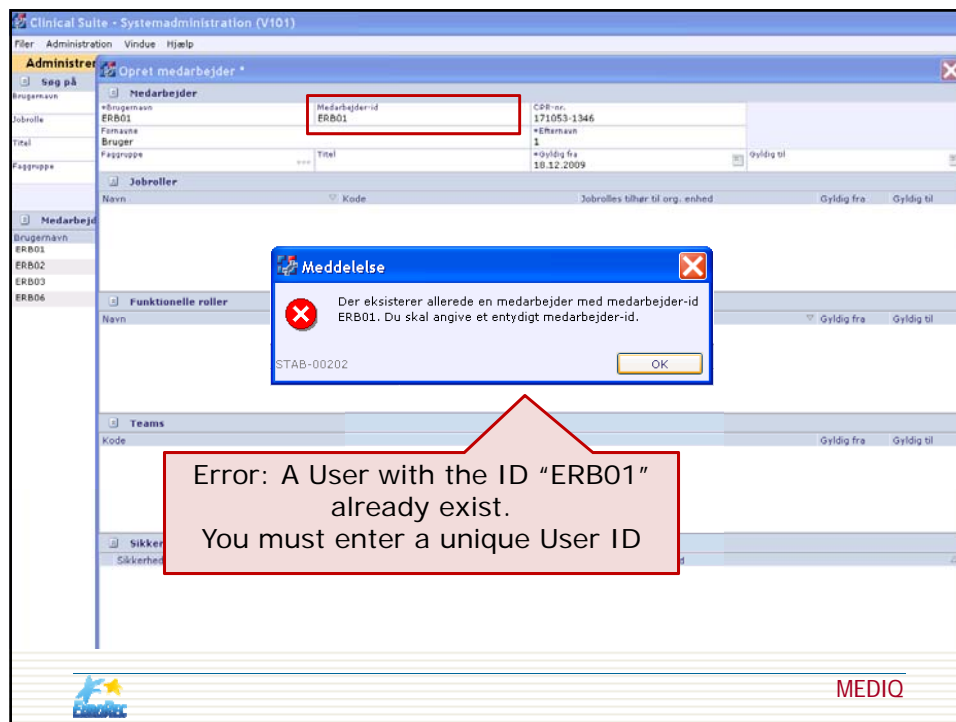 Clinical Suite - Systemadministration (V101)
Filer Administration Vindue Hjælp
Administrer
Søg på
Brugernavn
Jobrolle
Titel
Faggruppe
Medarbejd
Brugernavn
ERB01
ERB02
ERB03
ERB06
Opret medarbejder *
Medarbejder
*Brugernavn Medarbejder-id CPR-nr.
ERB01 ERB01 171053-1346
Fornavne *Efternavn
Bruger 1
Faggruppe Titel *Gyldig fra Gyldig til
18.12.2009
Jobroller
Navn Kode Jobrolles tilhør til org. enhed Gyldig fra Gyldig til
Funktionelle roller
Navn Gyldig fra Gyldig til
Meddelelse
Der eksisterer allerede en medarbejder med medarbejder-id
ERB01. Du skal angive et entydigt medarbejder-id.
STAB-00202 OK
Teams
Kode Gyldig fra Gyldig til
Error: A User with the ID “ERB01”
already exist.
You must enter a unique User ID
Sikker
Sikkerhed d
EuroRec
MEDIQ